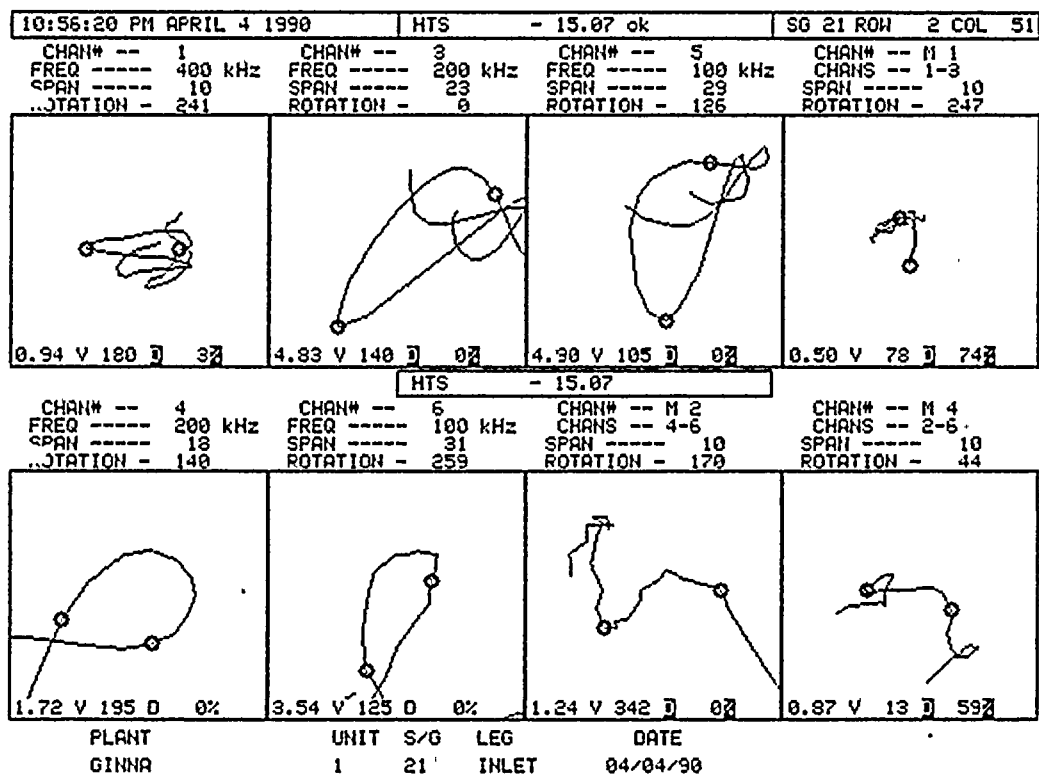 10:56:20 PM APRIL 4 1990 HTS - 15.07 ok SG 21 ROW 2 COL 51
CHAN# -- 1 CHAN# -- 3 CHAN# -- 5 CHAN# -- M 1
FREQ ----- 400 kHz FREQ ----- 200 kHz FREQ ----- 100 kHz CHANS -- 1-3
SPAN ----- 10 SPAN ----- 23 SPAN ----- 29 SPAN ----- 10
..OTATION - 241 ROTATION - 0 ROTATION - 126 ROTATION - 247
0.94 V 180 D 3% 4.83 V 140 D 0% 4.90 V 105 D 0% 0.50 V 78 D 74%
HTS - 15.07
CHAN# -- 4 CHAN# -- 6 CHAN# -- M 2 CHAN# -- M 4
FREQ ----- 200 kHz FREQ ----- 100 kHz CHANS -- 4-6 CHANS -- 2-6
SPAN ----- 18 SPAN ----- 31 SPAN ----- 10 SPAN ----- 10
..OTATION - 140 ROTATION - 259 ROTATION - 170 ROTATION - 44
1.72 V 195 D 0% 3.54 V 125 D 0% 1.24 V 342 D 0% 0.87 V 13 D 59%
PLANT UNIT S/G LEG DATE
GINNA 1 21 INLET 04/04/90